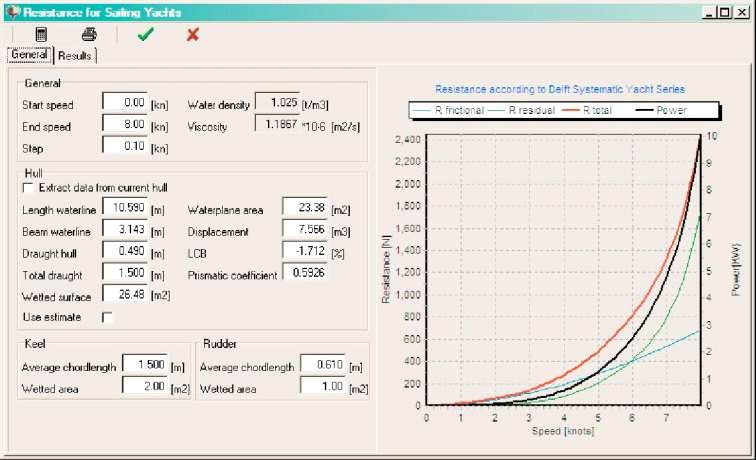 Resistance for Sailing Yachts
General Results
General
Start speed 0.00 [kn] Water density 1.025 [t/m3]
End speed 8.00 [kn] Viscosity 1.1867 *10-6 [m2/s]
Step 0.10 [kn]
Hull
Extract data from current hull
Length waterline 10.590 [m] Waterplane area 23.38 [m2]
Beam waterline 3.143 [m] Displacement 7.566 [m3]
Draught hull 0.490 [m] LCB -1.712 [%]
Total draught 1.500 [m] Prismatic coefficient 0.5926
Wetted surface 26.48 [m2]
Use estimate
Keel
Average chordlength 1.500 [m]
Wetted area 2.00 [m2]
Rudder
Average chordlength 0.610 [m]
Wetted area 1.00 [m2]
Resistance according to Delft Systematic Yacht Series
R frictional R residual R total Power
Resistance [N]
2,400
2,200
2,000
1,800
1,600
1,400
1,200
1,000
800
600
400
200
0
10
9
8
7
6
5
4
3
2
1
0
Power[KW]
0 1 2 3 4 5 6 7
Speed [knots]